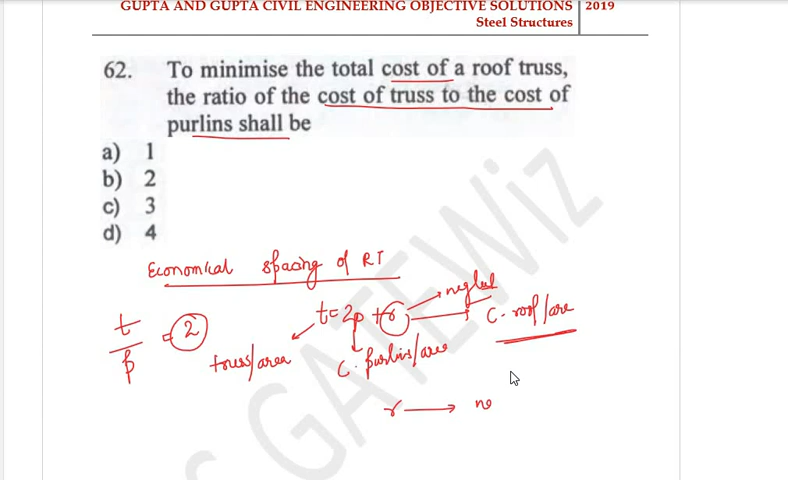 GUPTA AND GUPTA CIVIL ENGINEERING OBJECTIVE SOLUTIONS 2019
Steel Structures
62. To minimise the total cost of a roof truss,
the ratio of the cost of truss to the cost of
purlins shall be
a) 1
b) 2
c) 3
d) 4
Economical spacing of RT
neglect
t = 2p + r
C. roof/area
t/p = 2
truss/area
C. purlins/area
r → ne
GATEWiz